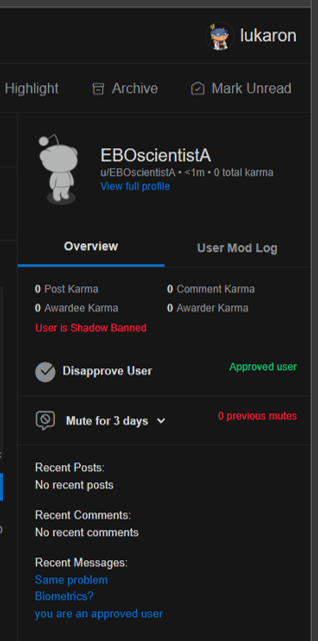 lukaron
Highlight Archive Mark Unread
EBOscientistA
u/EBOscientistA • <1m • 0 total karma
View full profile
Overview User Mod Log
0 Post Karma 0 Comment Karma
0 Awardee Karma 0 Awarder Karma
User is Shadow Banned
Disapprove User Approved user
Mute for 3 days 0 previous mutes
Recent Posts:
No recent posts
Recent Comments:
No recent comments
Recent Messages:
Same problem
Biometrics?
you are an approved user